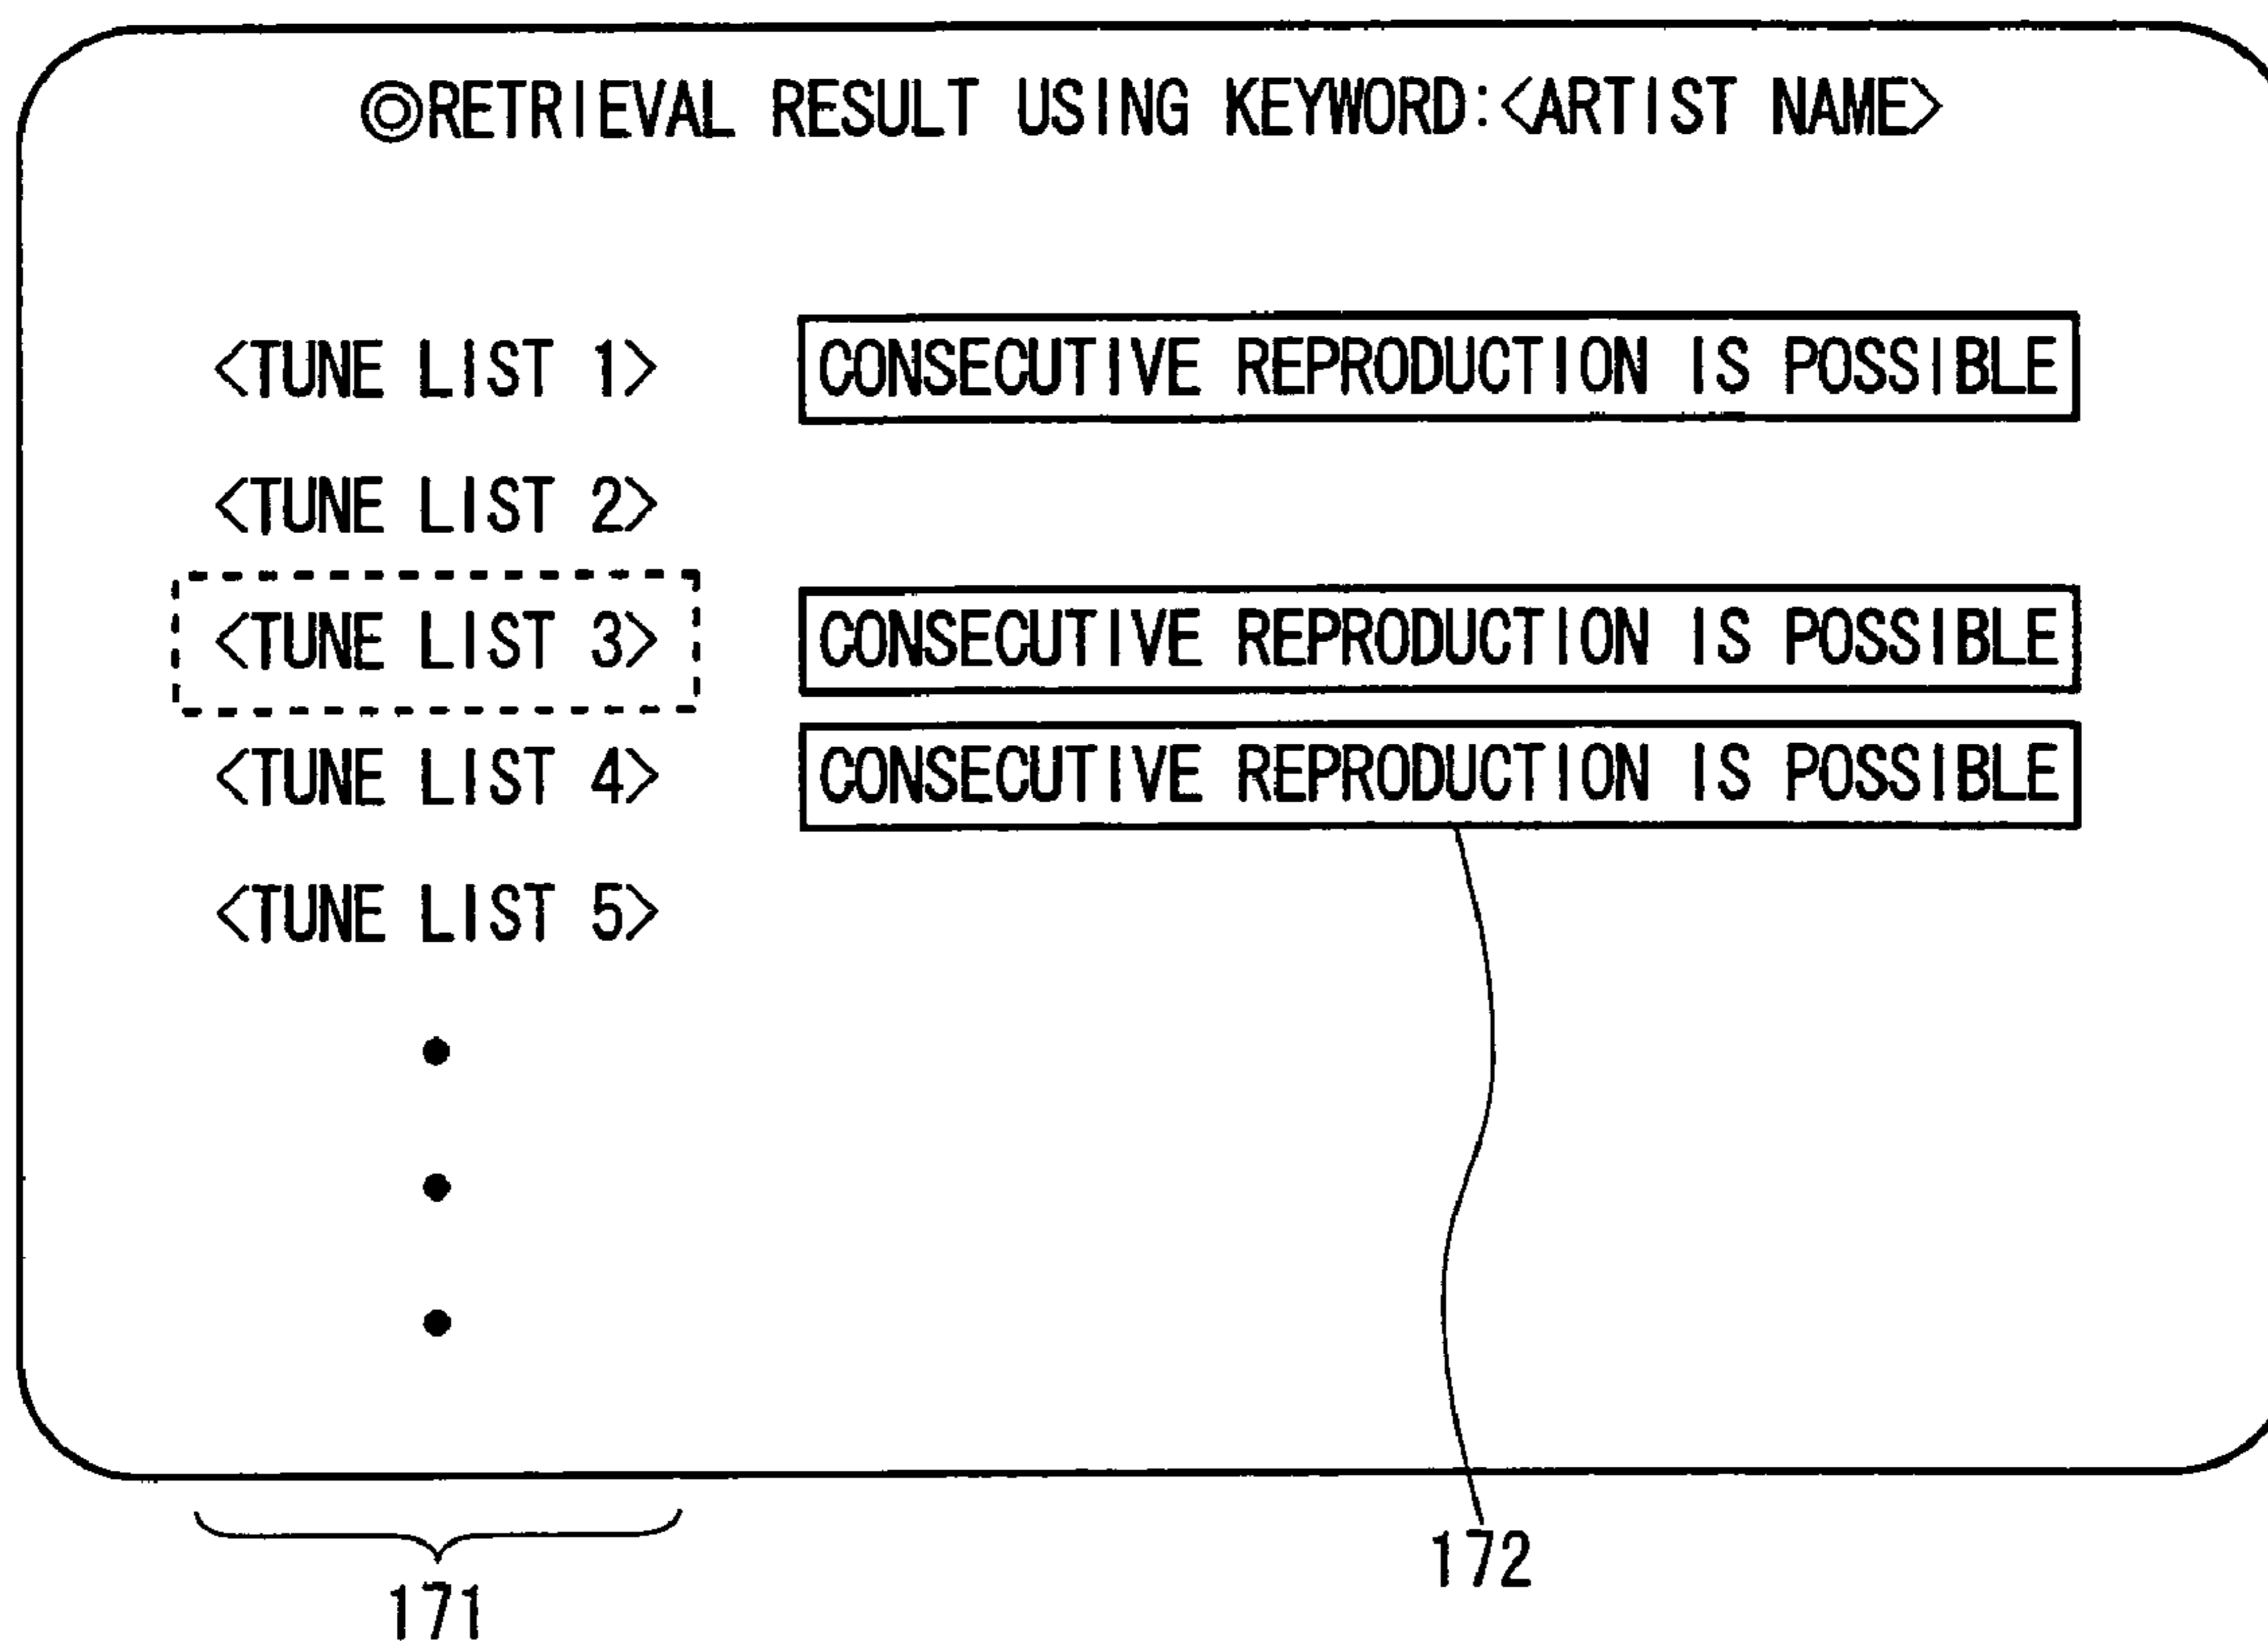 ◎RETRIEVAL RESULT USING KEYWORD:<ARTIST NAME>
<TUNE LIST 1> CONSECUTIVE REPRODUCTION IS POSSIBLE
<TUNE LIST 2>
<TUNE LIST 3> CONSECUTIVE REPRODUCTION IS POSSIBLE
<TUNE LIST 4> CONSECUTIVE REPRODUCTION IS POSSIBLE
<TUNE LIST 5>
172
171